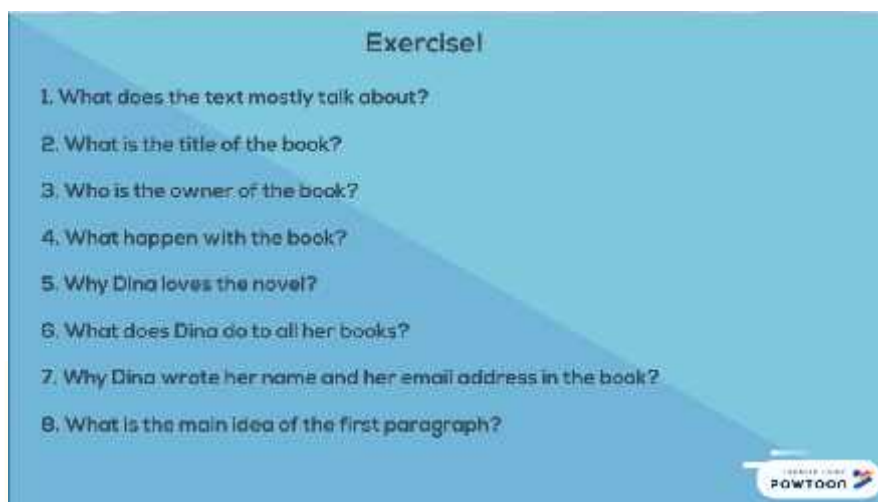 Exercise!
1. What does the text mostly talk about?
2. What is the title of the book?
3. Who is the owner of the book?
4. What happen with the book?
5. Why Dina loves the novel?
6. What does Dina do to all her books?
7. Why Dina wrote her name and her email address in the book?
8. What is the main idea of the first paragraph?
POWTOON